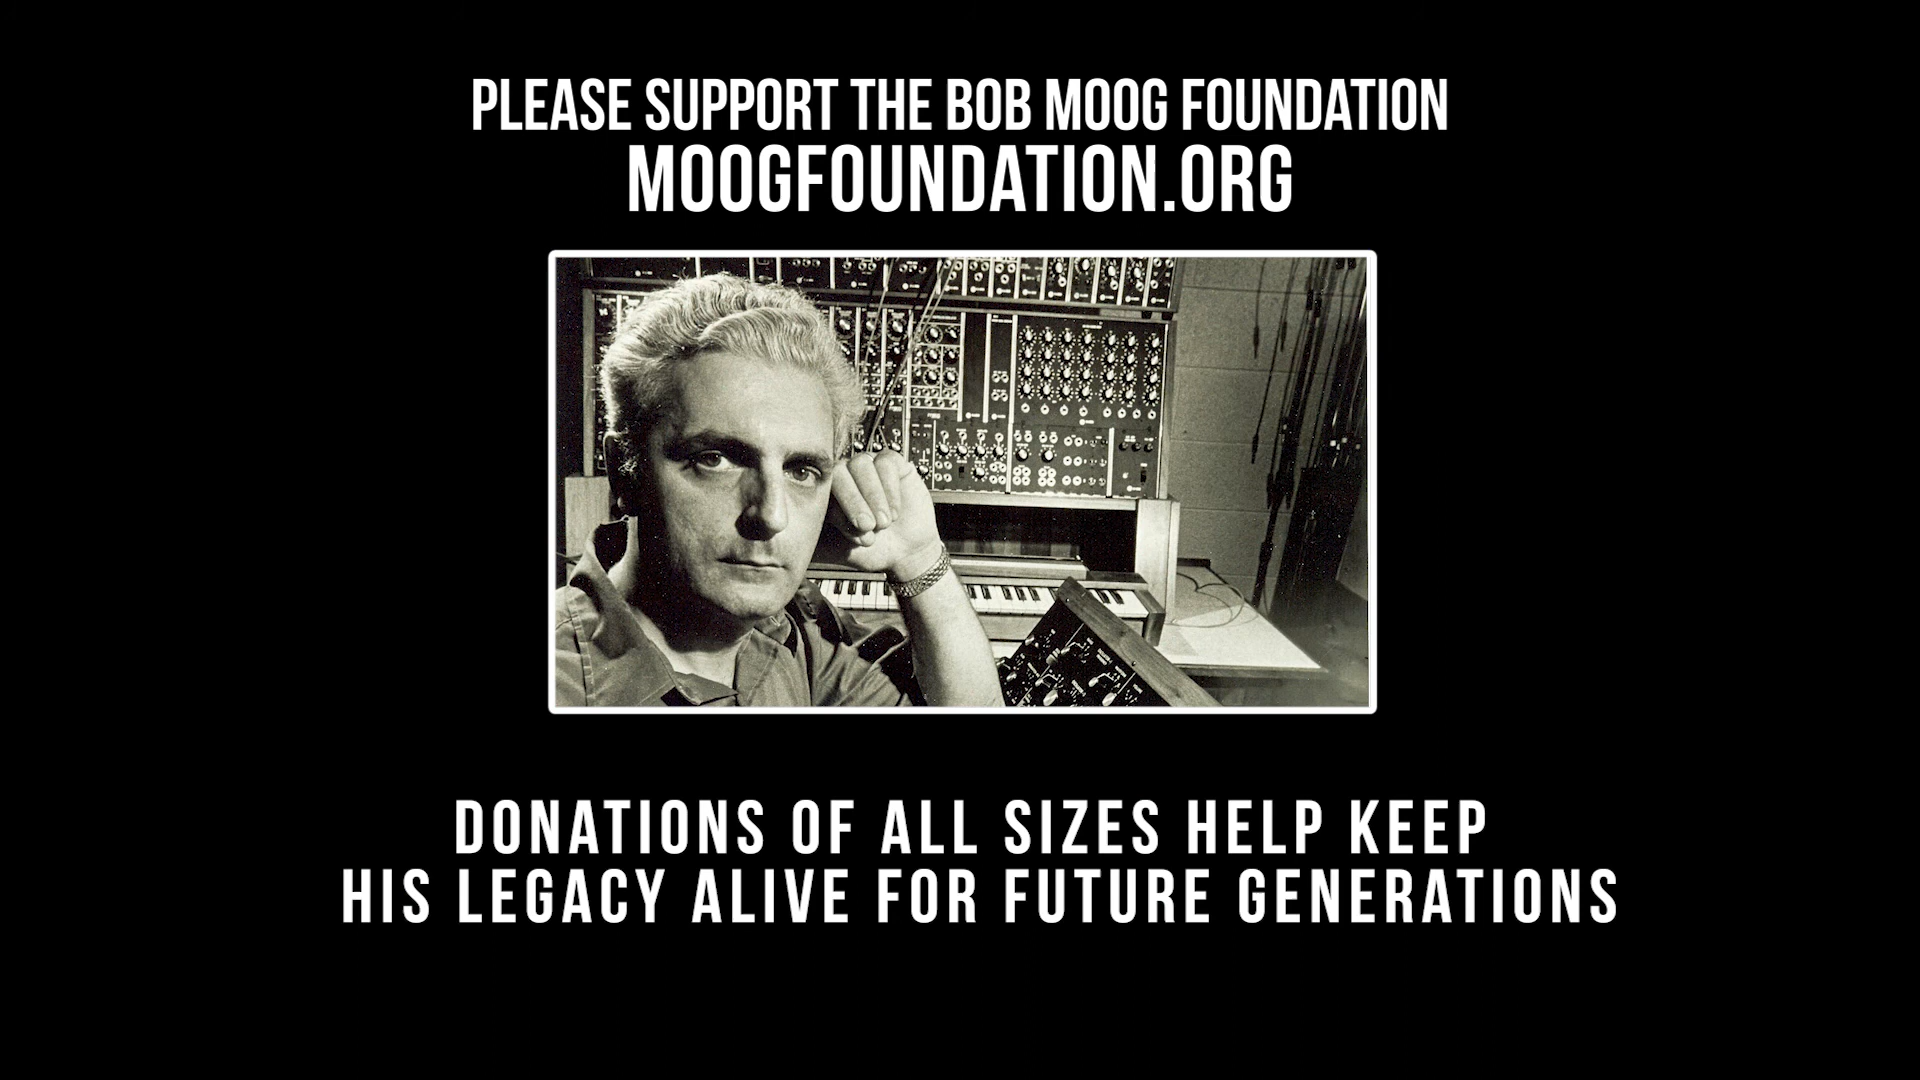 PLEASE SUPPORT THE BOB MOOG FOUNDATION
MOOGFOUNDATION.ORG
DONATIONS OF ALL SIZES HELP KEEP
HIS LEGACY ALIVE FOR FUTURE GENERATIONS